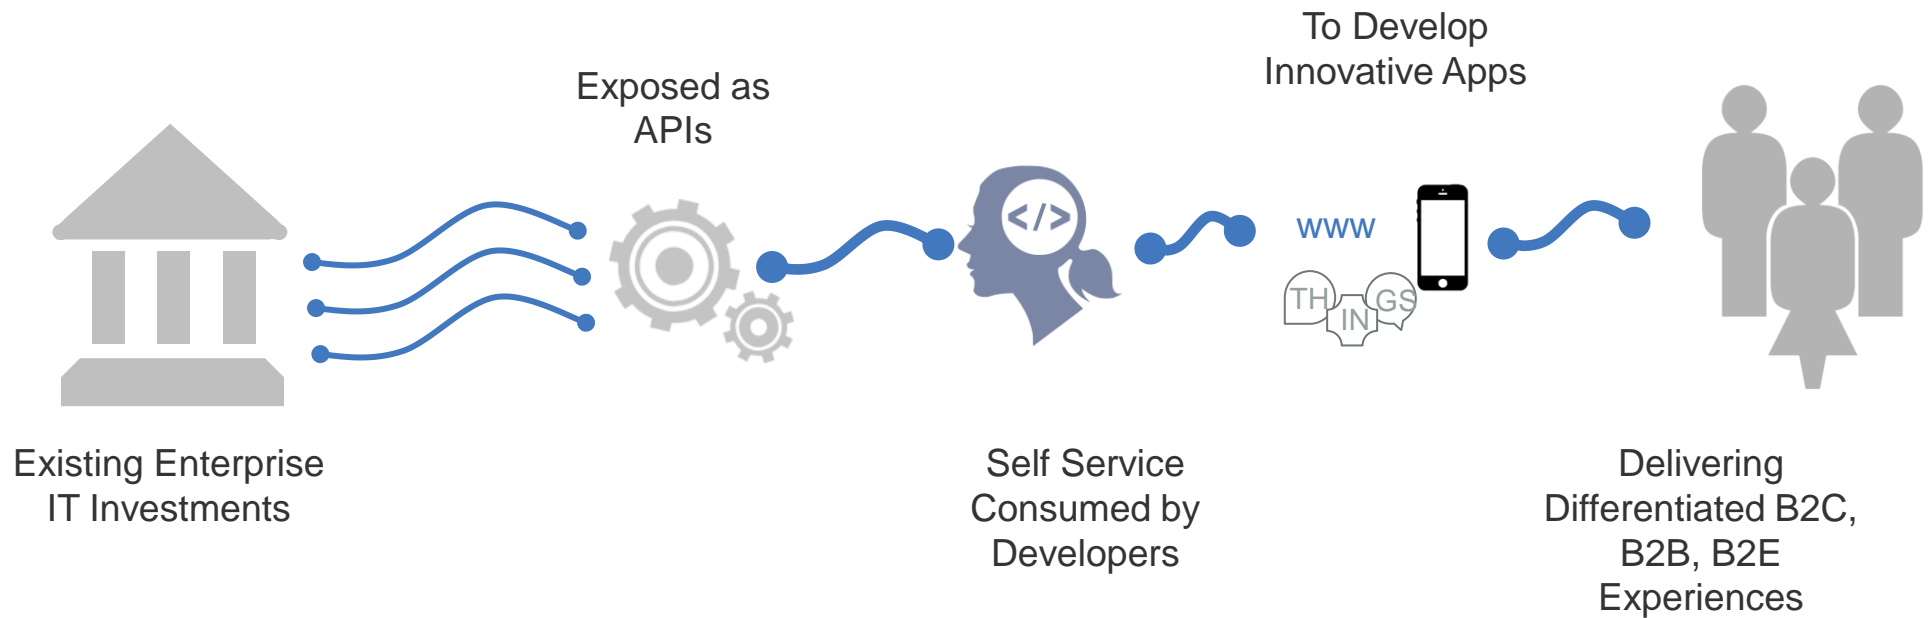 Existing Enterprise
IT Investments
Exposed as
APIs
</>
Self Service
Consumed by
Developers
To Develop
Innovative Apps
www
TH
IN
GS
Delivering
Differentiated B2C,
B2B, B2E
Experiences